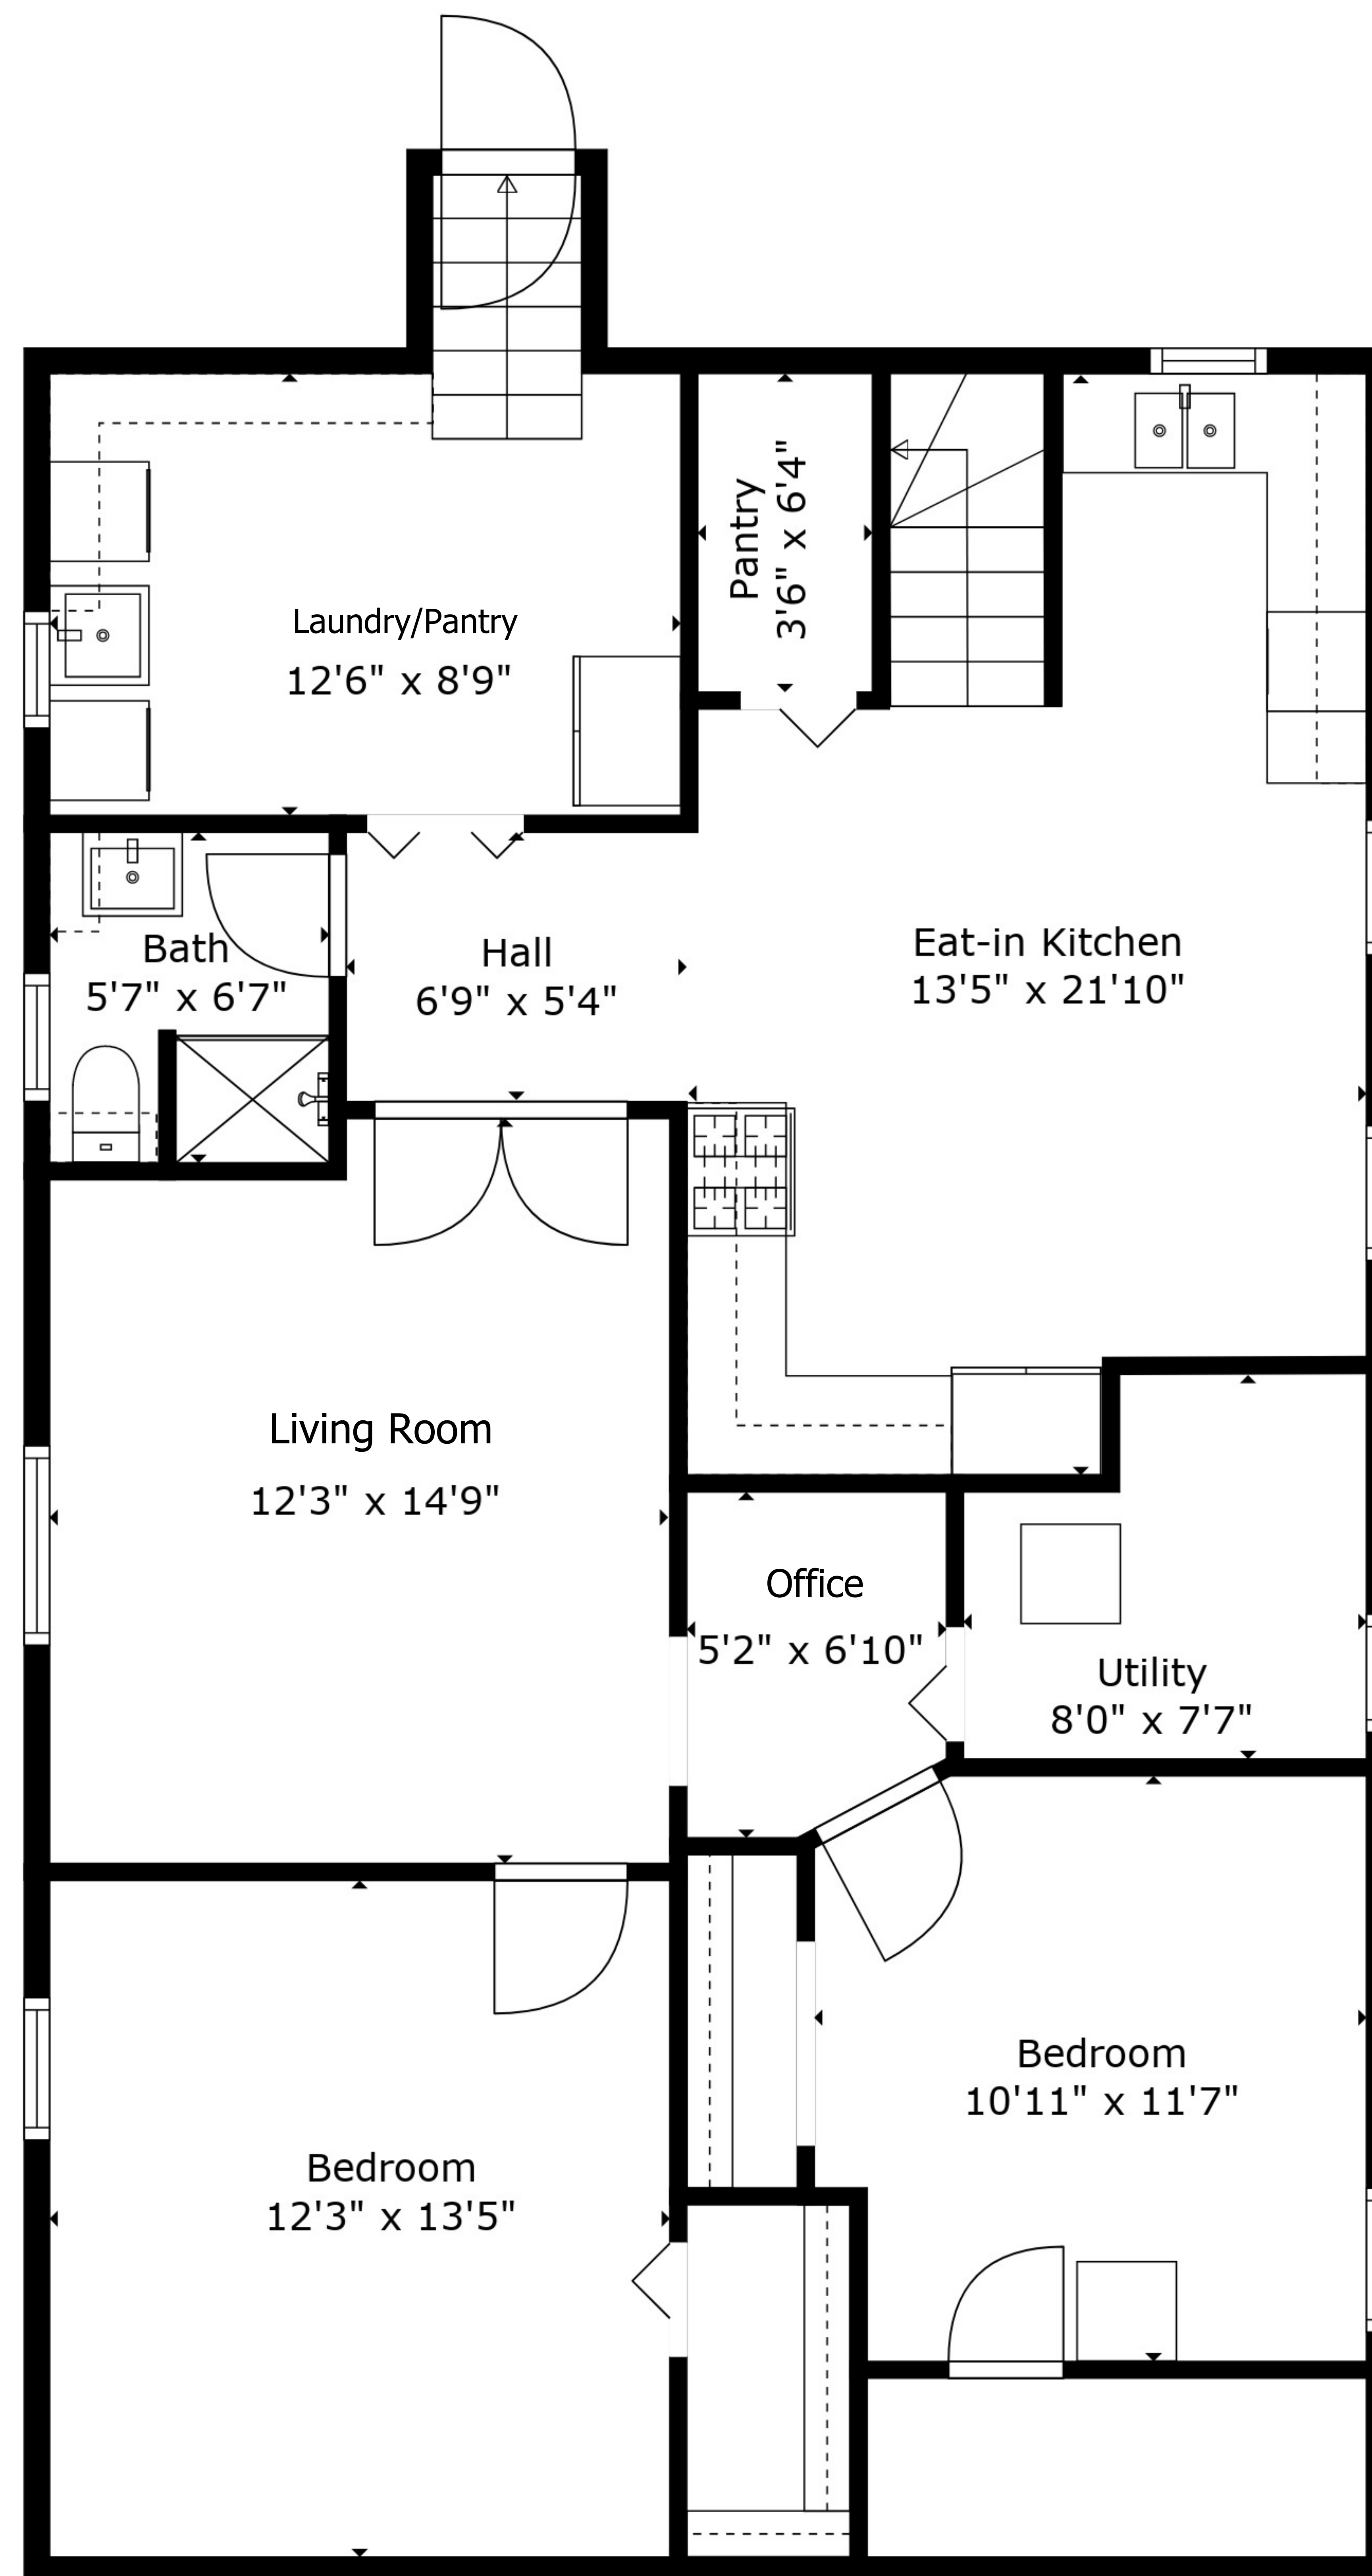 Pantry
3'6" x 6'4"
Laundry/Pantry
12'6" x 8'9"
Bath
5'7" x 6'7"
Hall
6'9" x 5'4"
Eat-in Kitchen
13'5" x 21'10"
Living Room
12'3" x 14'9"
Office
5'2" x 6'10"
Utility
8'0" x 7'7"
Bedroom
10'11" x 11'7"
Bedroom
12'3" x 13'5"